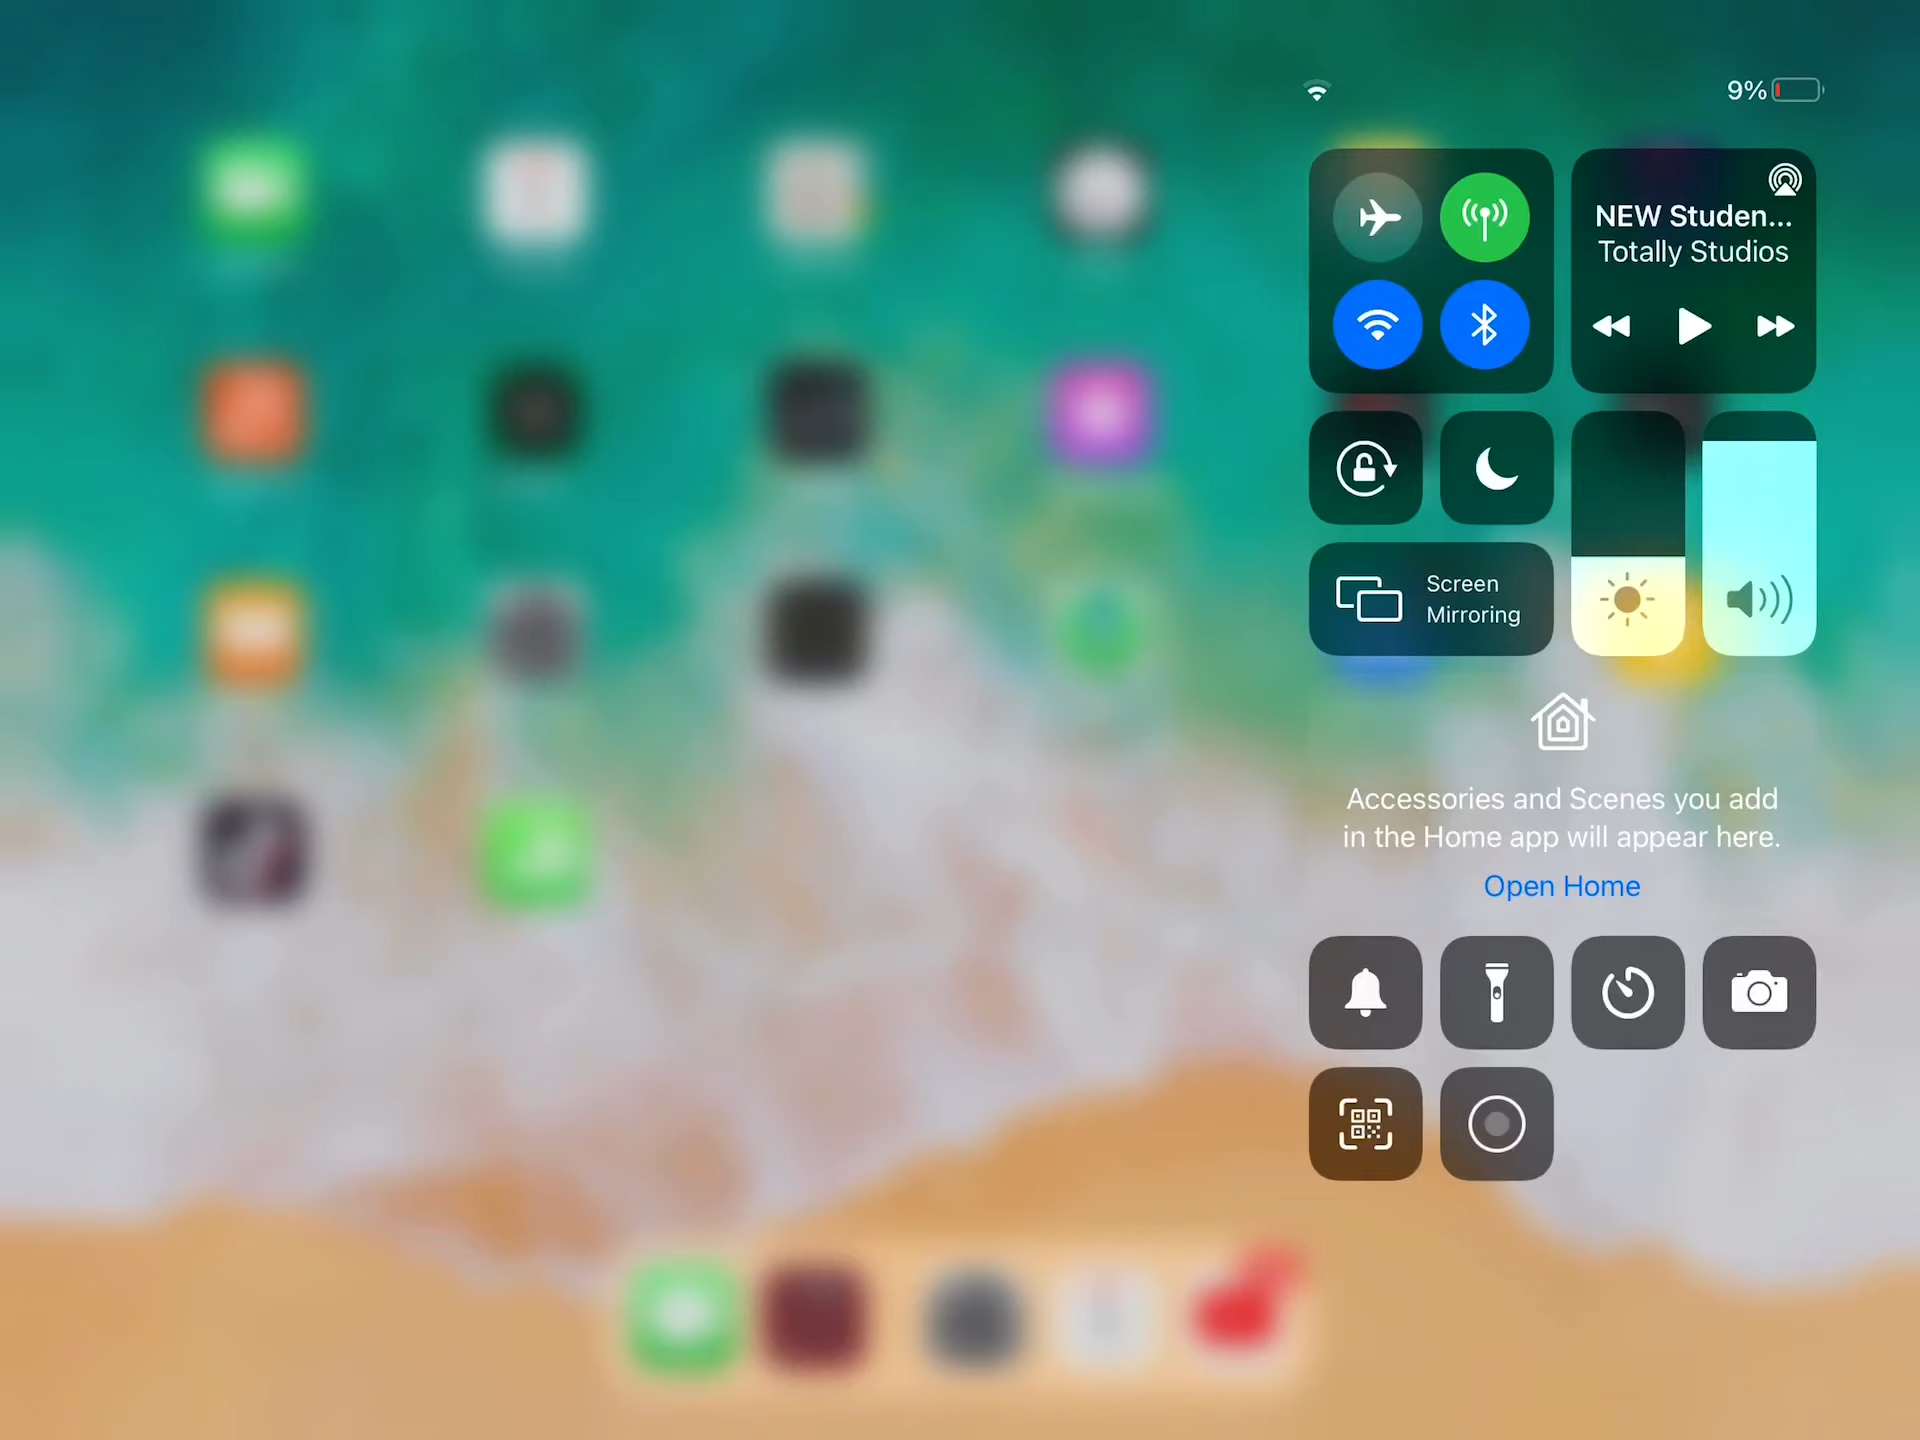 9%
NEW Studen...
Totally Studios
Screen
Mirroring
Accessories and Scenes you add
in the Home app will appear here.
Open Home